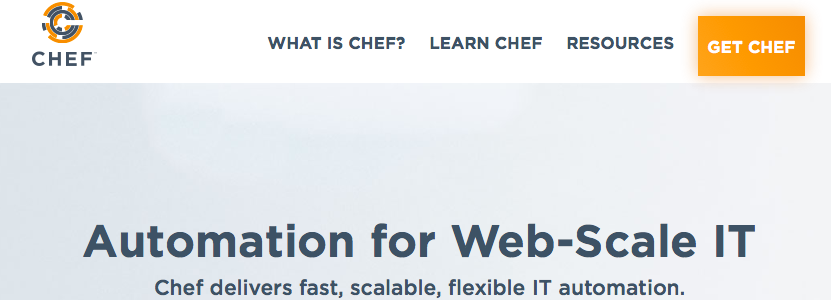 CHEF™
WHAT IS CHEF? LEARN CHEF RESOURCES GET CHEF
Automation for Web-Scale IT
Chef delivers fast, scalable, flexible IT automation.